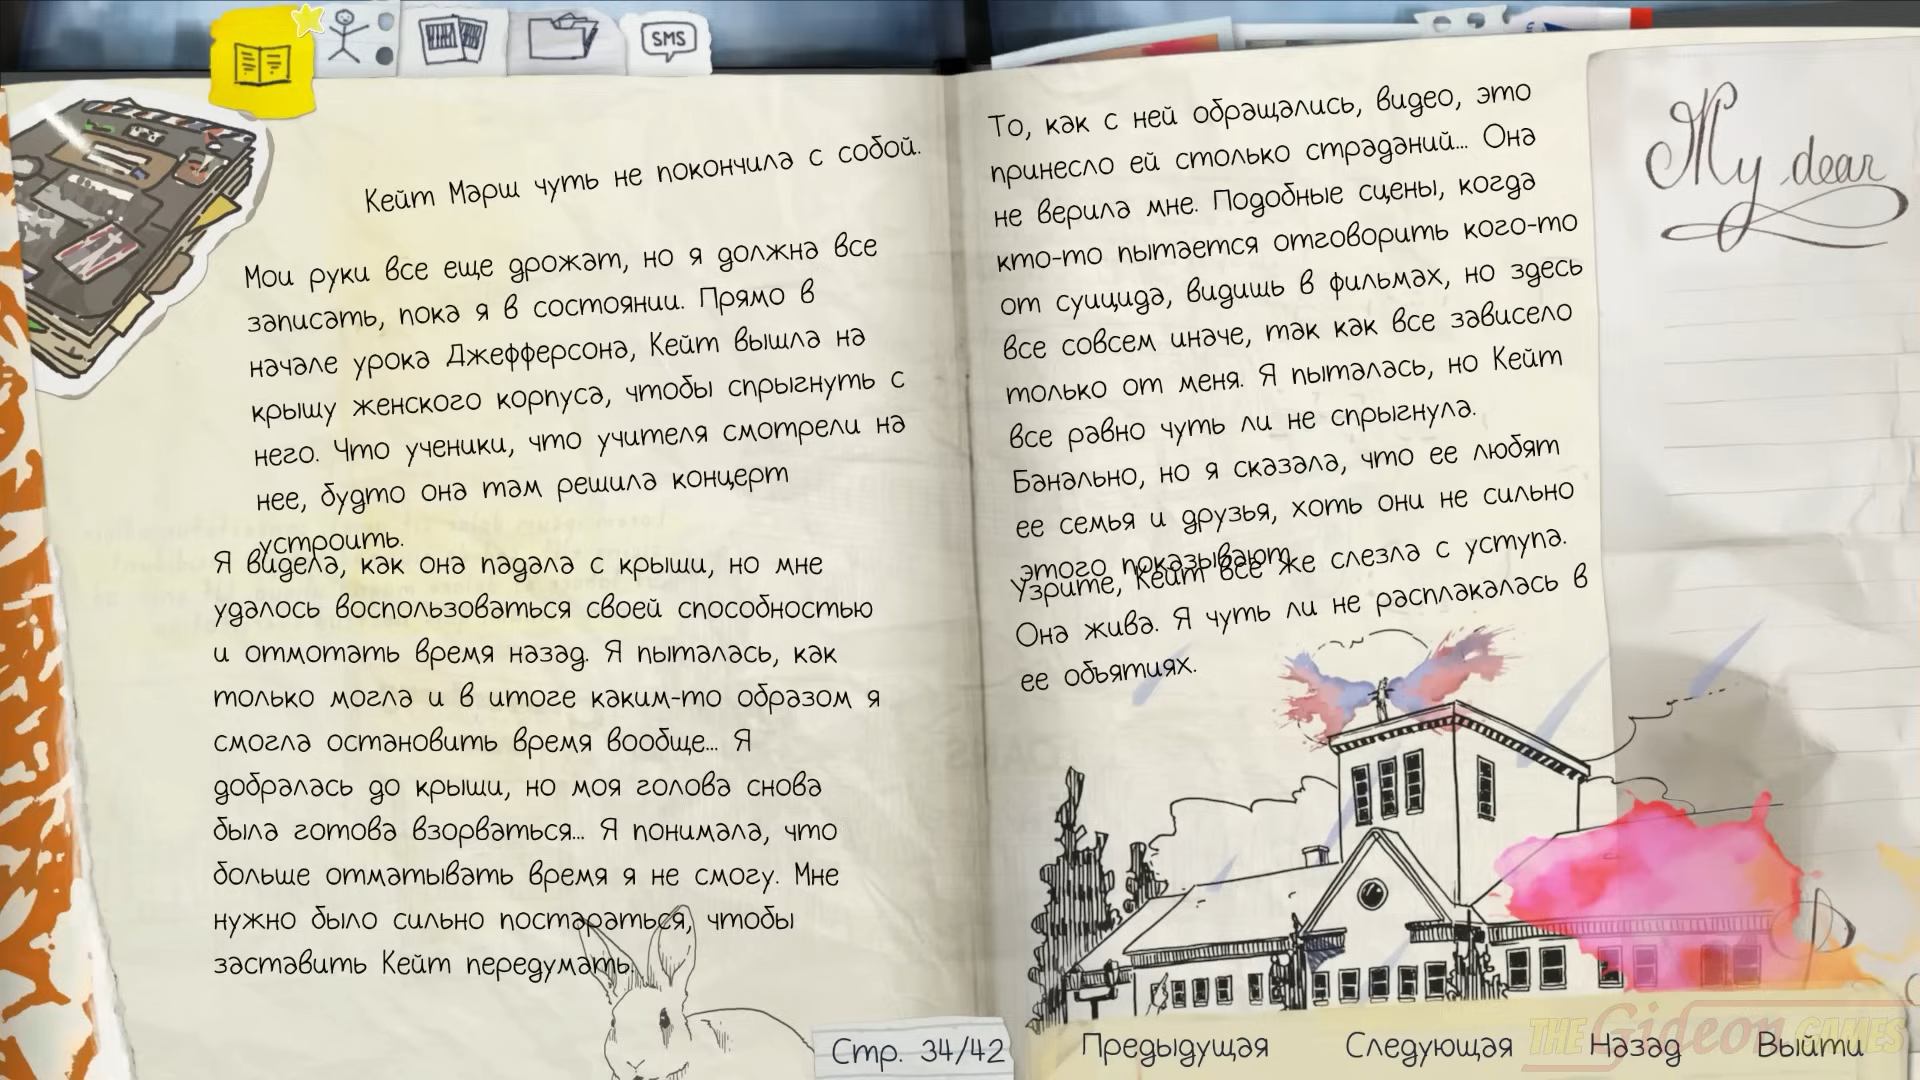 SMS
Кейт Марш чуть не покончила с собой.
Мои руки все еще дрожат, но я должна все
записать, пока я в состоянии. Прямо в
начале урока Джефферсона, Кейт вышла на
крышу женского корпуса, чтобы спрыгнуть с
него. Что ученики, что учителя смотрели на
нее, будто она там решила концерт
устроить.
Я видела, как она падала с крыши, но мне
удалось воспользоваться своей способностью
и отмотать время назад. Я пыталась, как
только могла и в итоге каким-то образом я
смогла остановить время вообще... Я
добралась до крыши, но моя голова снова
была готова взорваться... Я понимала, что
больше отматывать время я не смогу. Мне
нужно было сильно постараться, чтобы
заставить Кейт передумать.
То, как с ней обращались, видео, это
принесло ей столько страданий... Она
не верила мне. Подобные сцены, когда
кто-то пытается отговорить кого-то
от суицида, видишь в фильмах, но здесь
все совсем иначе, так как все зависело
только от меня. Я пыталась, но Кейт
все равно чуть ли не спрыгнула.
Банально, но я сказала, что ее любят
ее семья и друзья, хоть они не сильно
этого показывают.
Узрите, Кейт все же слезла с уступа.
Она жива. Я чуть ли не расплакалась в
ее объятиях.
My dear
Стр. 34/42
Предыдущая
Следующая
Назад
Выйти
THE Gideon GAMES